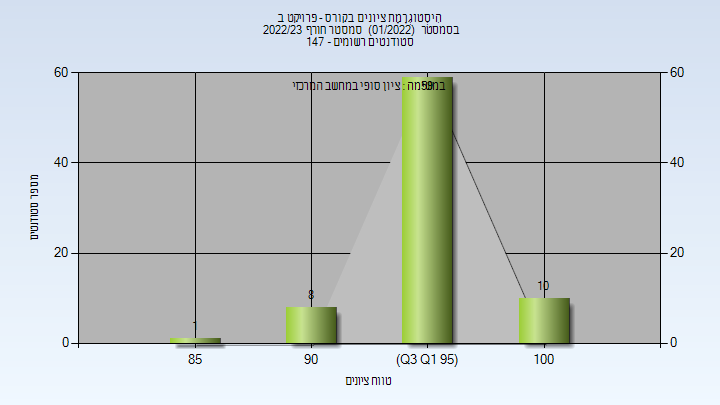 היסטוגרמת ציונים בקורס - פרויקט ב
בסמסטר (01/2022) סמסטר חורף 2022/23
סטודנטים רשומים - 147
60
60
במגמה : ציון סופי במחשב המרכזי
59
40
40
מספר סטודנטים
20
20
10
8
1
0
0
85
90
(Q3 Q1 95)
100
טווח ציונים